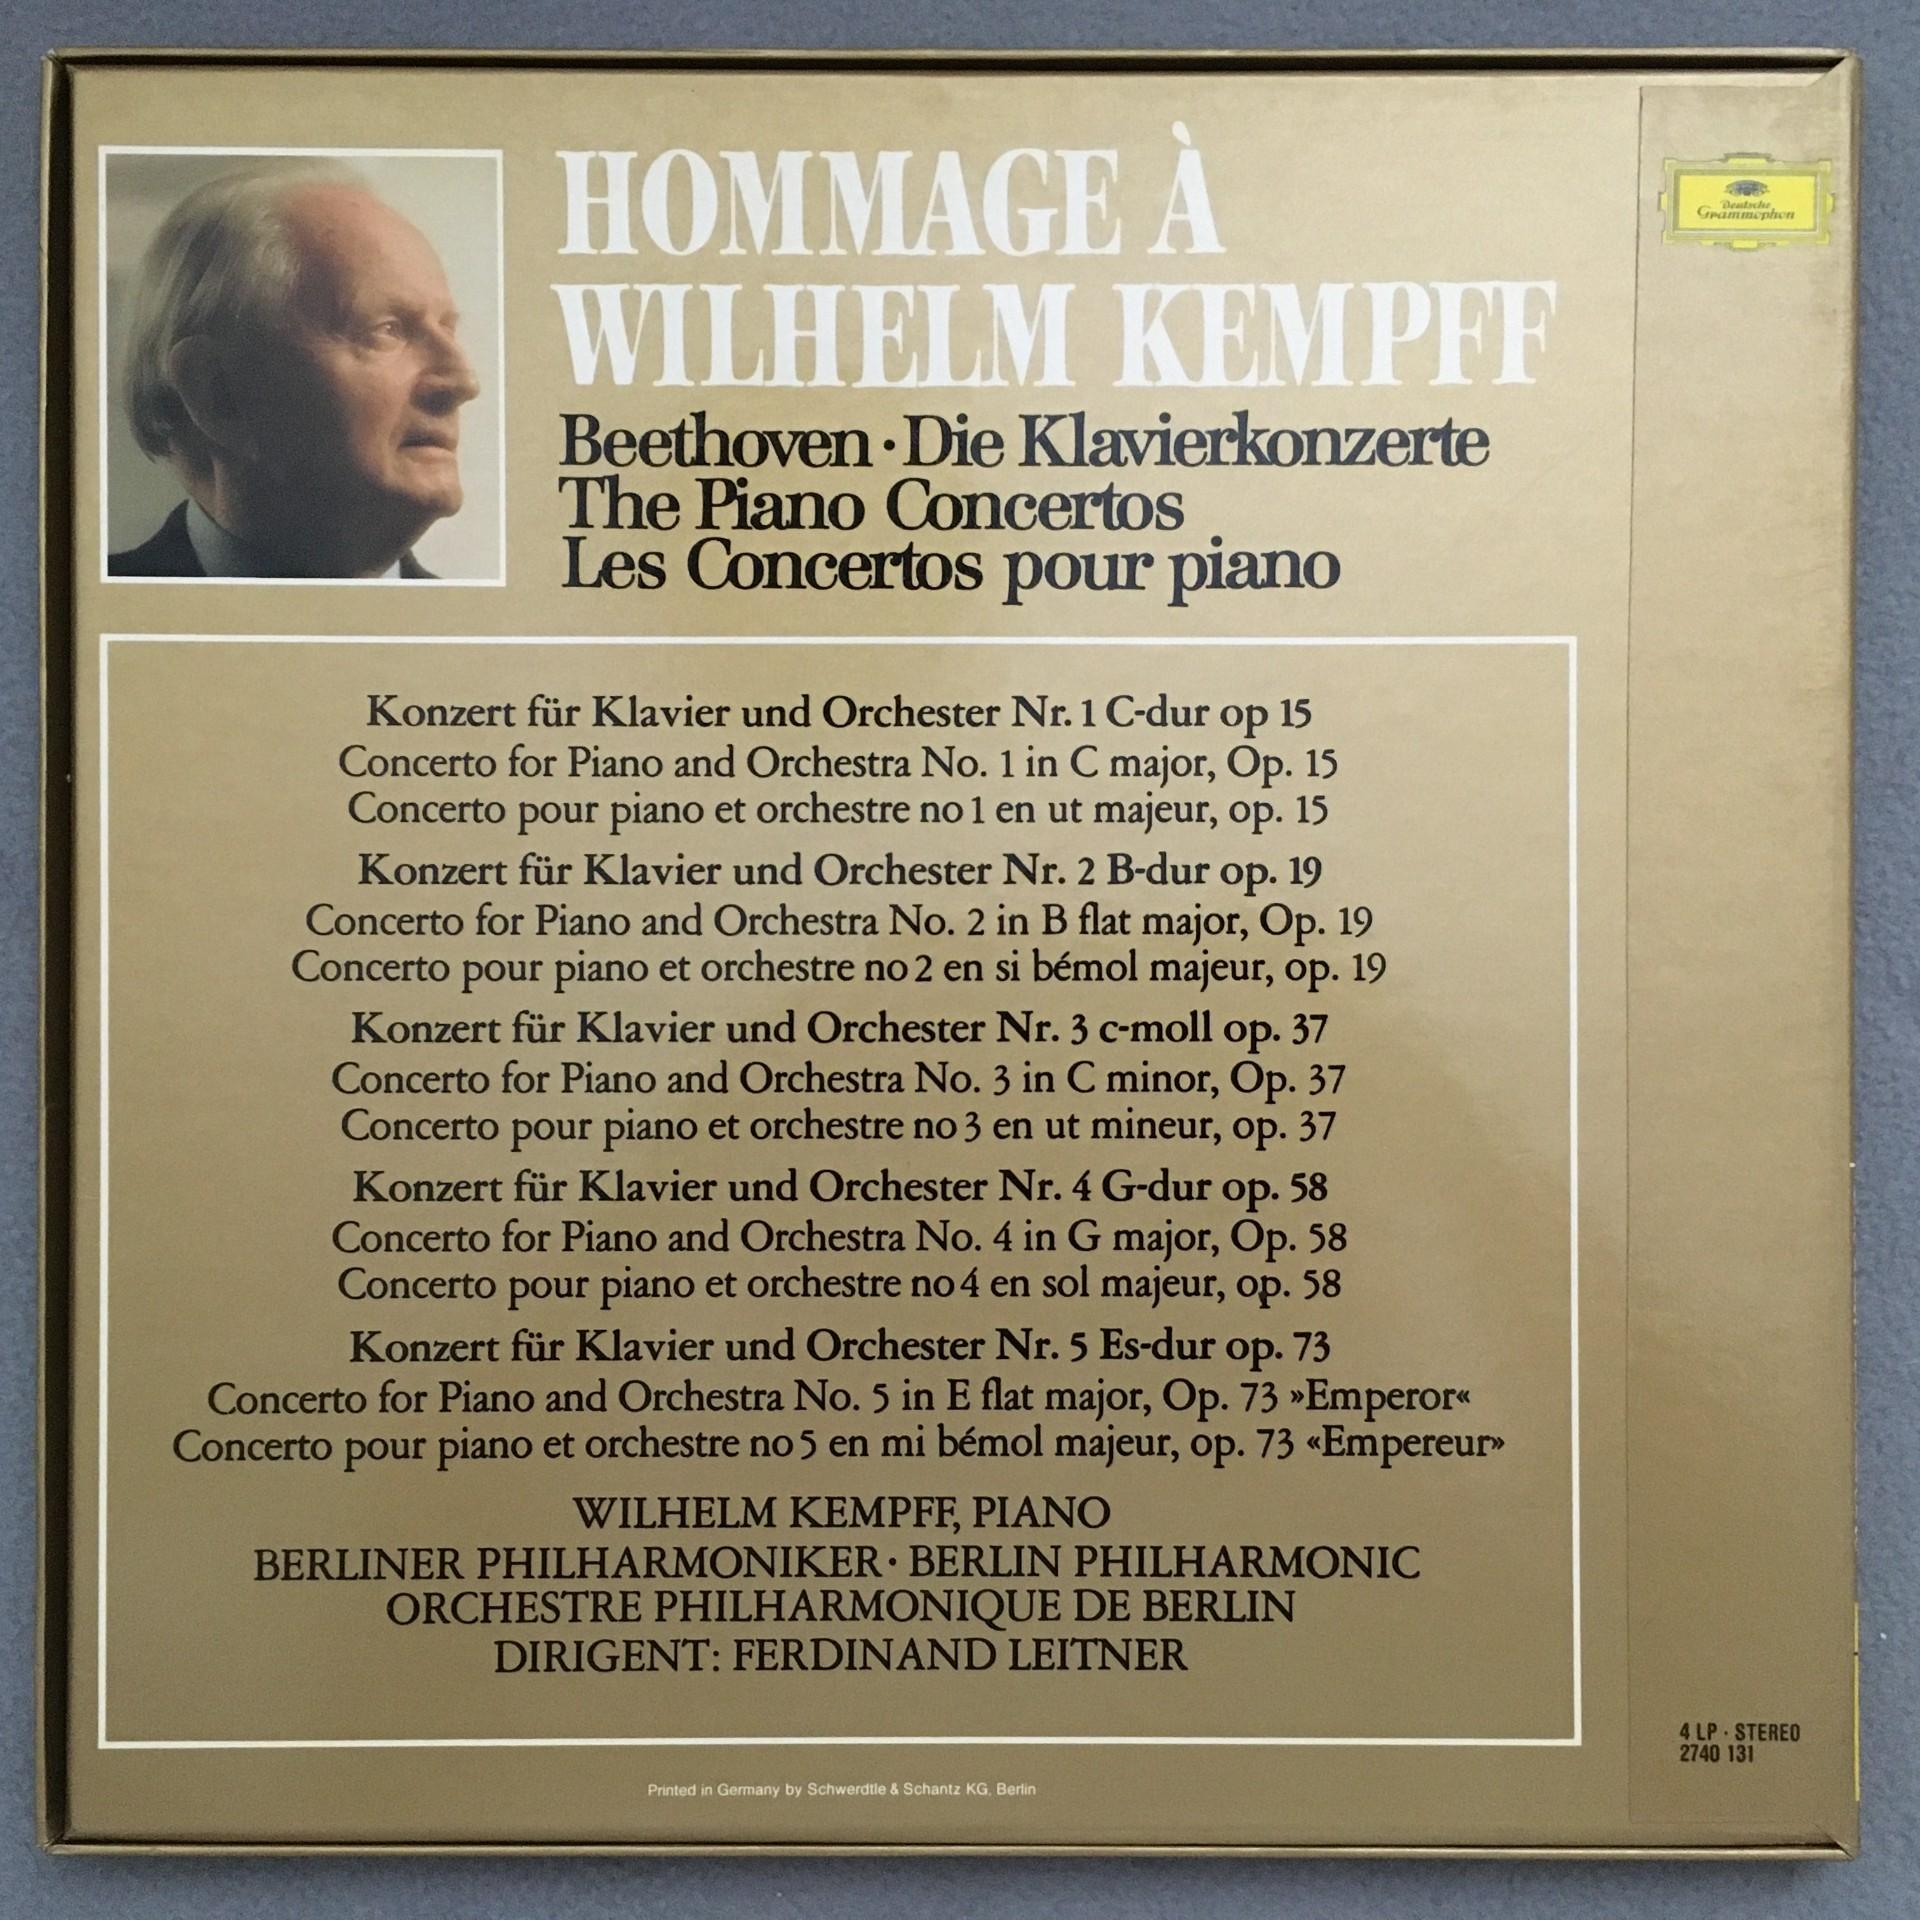 HOMMAGE À
WILHELM KEMPFF
Beethoven · Die Klavierkonzerte
The Piano Concertos
Les Concertos pour piano
Deutsche
Grammophon
Konzert für Klavier und Orchester Nr. 1 C-dur op 15
Concerto for Piano and Orchestra No. 1 in C major, Op. 15
Concerto pour piano et orchestre no 1 en ut majeur, op. 15
Konzert für Klavier und Orchester Nr. 2 B-dur op. 19
Concerto for Piano and Orchestra No. 2 in B flat major, Op. 19
Concerto pour piano et orchestre no 2 en si bémol majeur, op. 19
Konzert für Klavier und Orchester Nr. 3 c-moll op. 37
Concerto for Piano and Orchestra No. 3 in C minor, Op. 37
Concerto pour piano et orchestre no 3 en ut mineur, op. 37
Konzert für Klavier und Orchester Nr. 4 G-dur op. 58
Concerto for Piano and Orchestra No. 4 in G major, Op. 58
Concerto pour piano et orchestre no 4 en sol majeur, op. 58
Konzert für Klavier und Orchester Nr. 5 Es-dur op. 73
Concerto for Piano and Orchestra No. 5 in E flat major, Op. 73 »Emperor«
Concerto pour piano et orchestre no 5 en mi bémol majeur, op. 73 «Empereur»
WILHELM KEMPFF, PIANO
BERLINER PHILHARMONIKER · BERLIN PHILHARMONIC
ORCHESTRE PHILHARMONIQUE DE BERLIN
DIRIGENT: FERDINAND LEITNER
4 LP · STEREO
2740 131
Printed in Germany by Schwerdtle & Schantz KG, Berlin